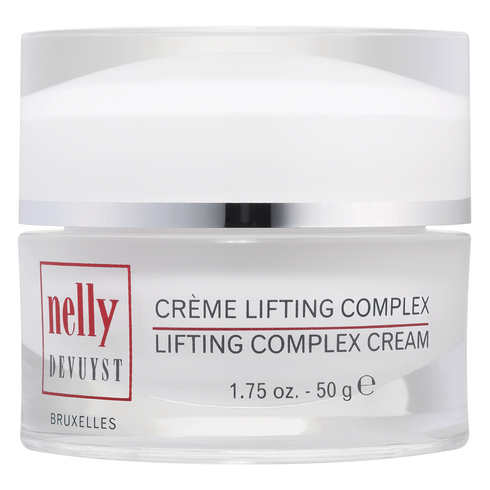 nelly
DEVUYST
BRUXELLES
CRÈME LIFTING COMPLEX
LIFTING COMPLEX CREAM
1.75 oz. - 50 g ℮